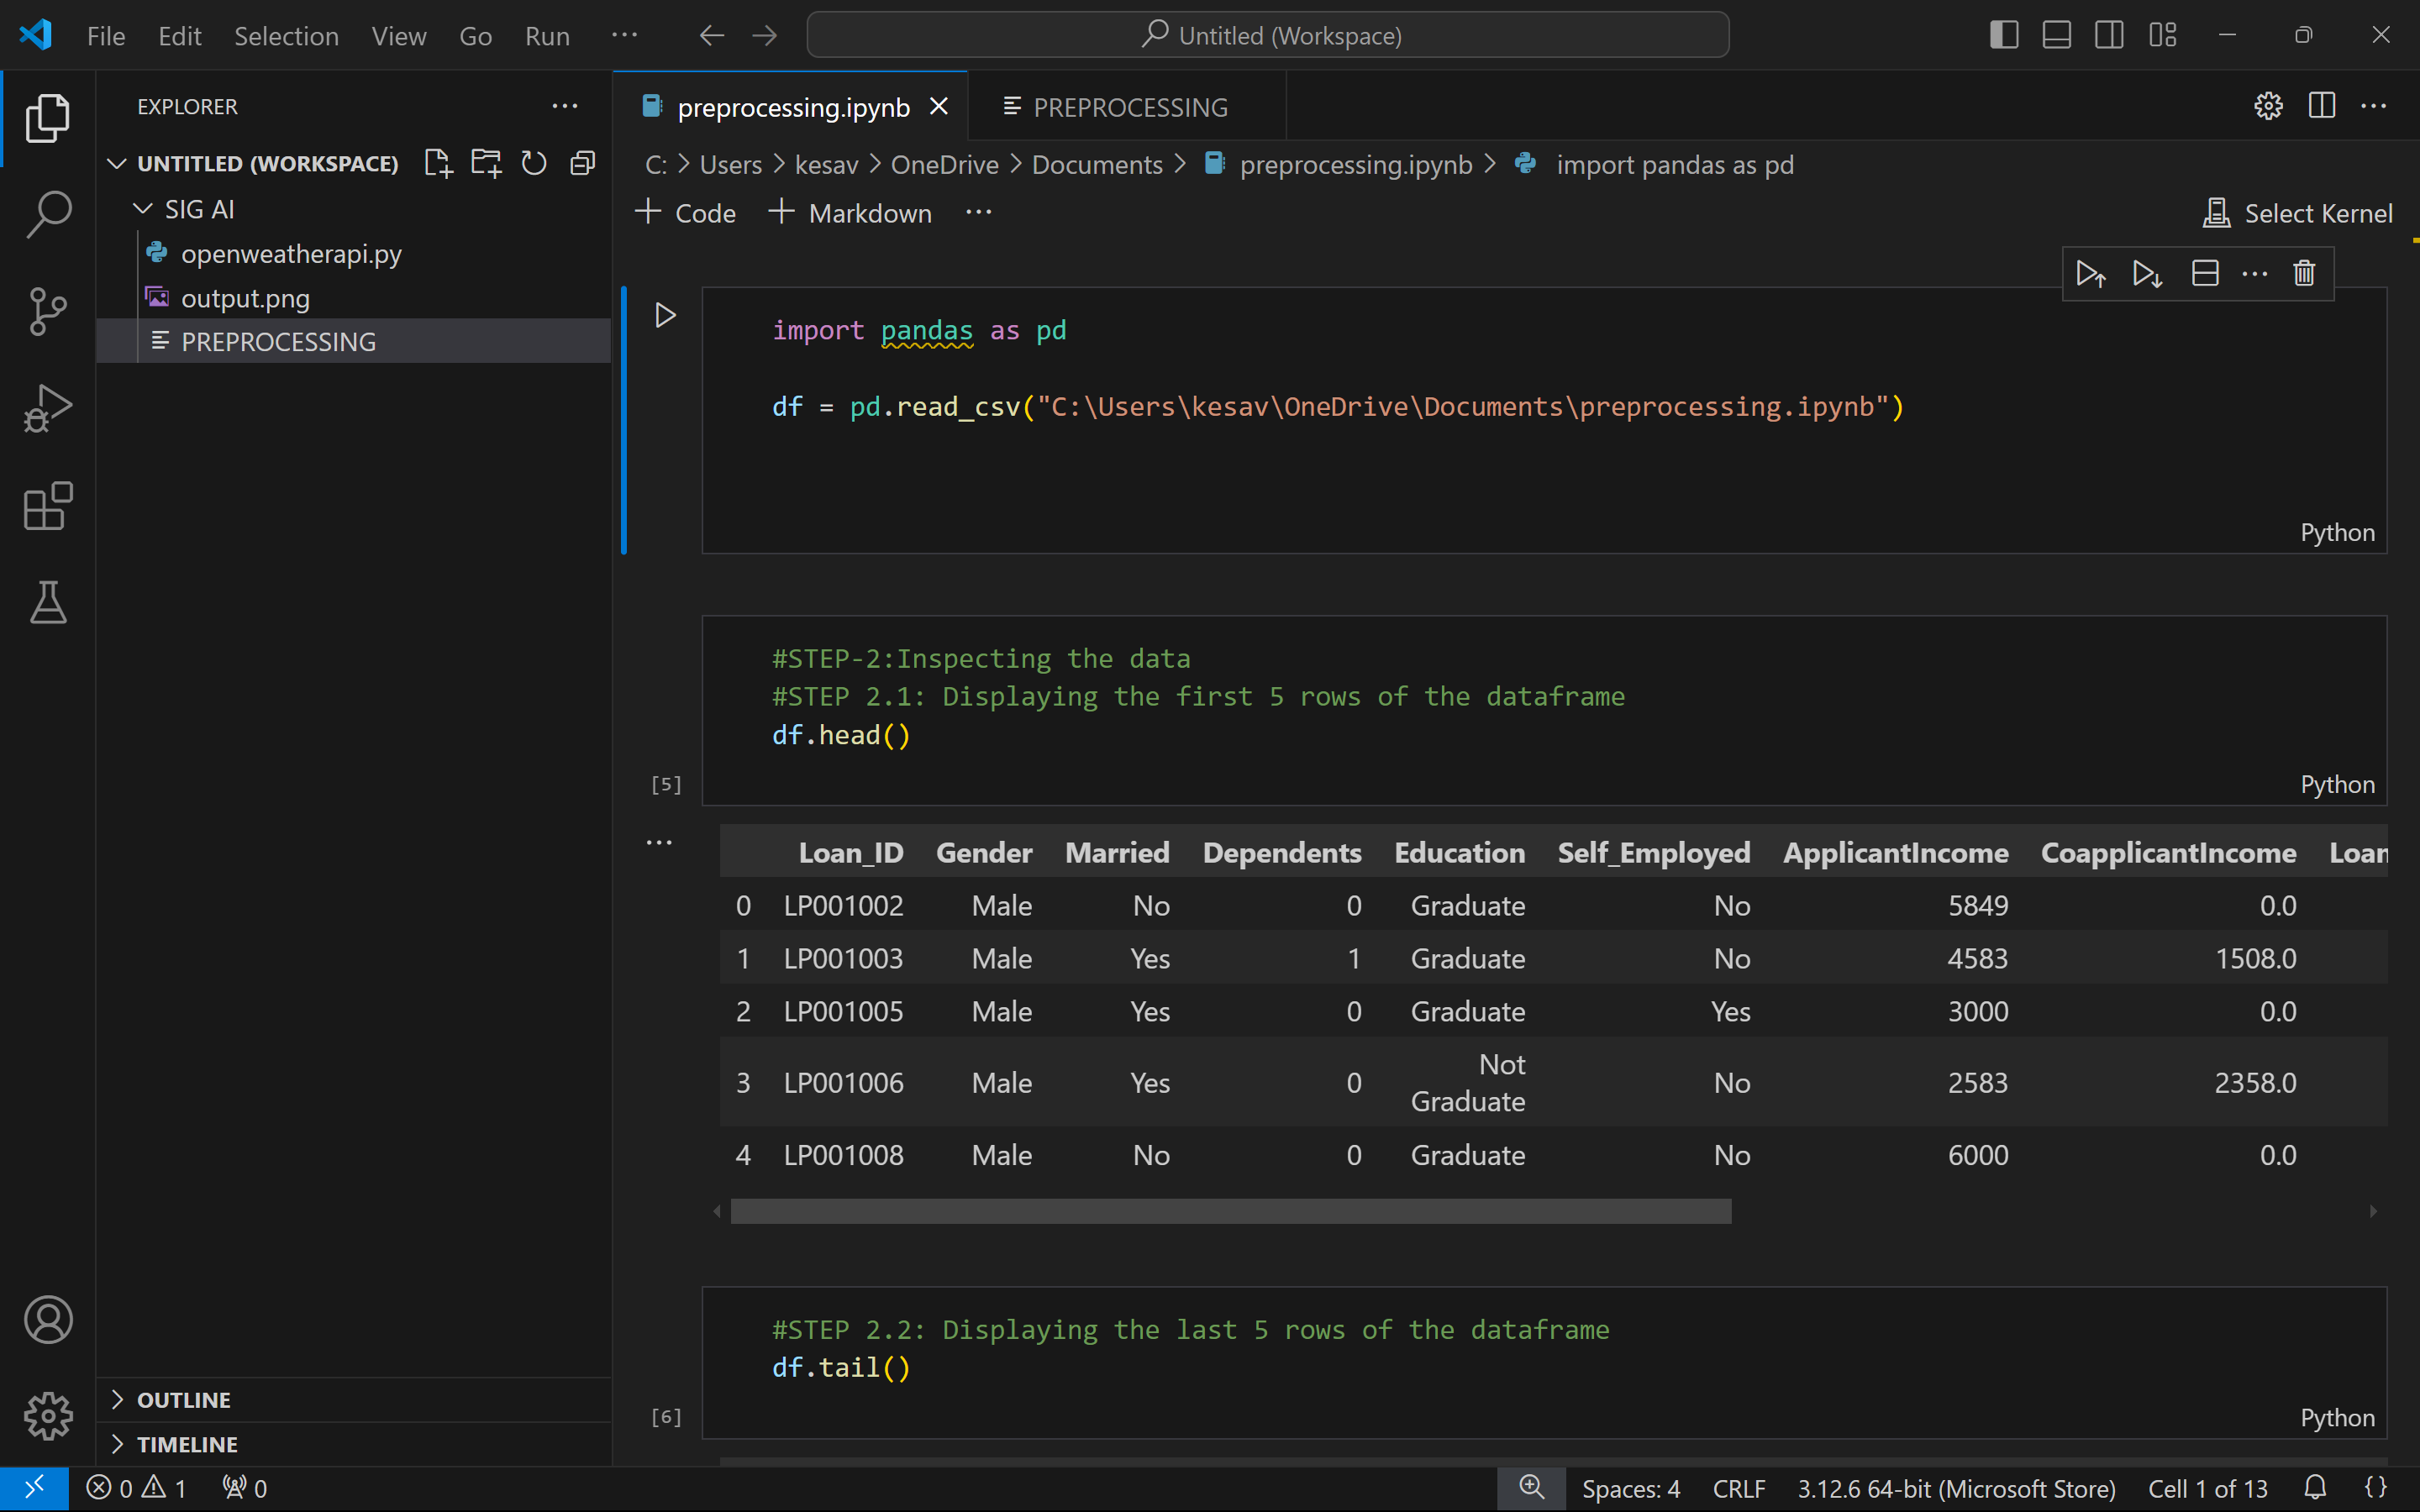 File Edit Selection View Go Run ··· Untitled (Workspace)
EXPLORER ···
UNTITLED (WORKSPACE)
SIG AI
openweatherapi.py
output.png
PREPROCESSING
OUTLINE
TIMELINE
preprocessing.ipynb PREPROCESSING
C: > Users > kesav > OneDrive > Documents > preprocessing.ipynb > import pandas as pd
+ Code + Markdown ··· Select Kernel
import pandas as pd
df = pd.read_csv("C:\Users\kesav\OneDrive\Documents\preprocessing.ipynb")
Python
#STEP-2:Inspecting the data
#STEP 2.1: Displaying the first 5 rows of the dataframe
df.head()
[5] Python
Loan_ID Gender Married Dependents Education Self_Employed ApplicantIncome CoapplicantIncome Loan
0 LP001002 Male No 0 Graduate No 5849 0.0
1 LP001003 Male Yes 1 Graduate No 4583 1508.0
2 LP001005 Male Yes 0 Graduate Yes 3000 0.0
3 LP001006 Male Yes 0 Not Graduate No 2583 2358.0
4 LP001008 Male No 0 Graduate No 6000 0.0
#STEP 2.2: Displaying the last 5 rows of the dataframe
df.tail()
[6] Python
0 1 0 Spaces: 4 CRLF 3.12.6 64-bit (Microsoft Store) Cell 1 of 13 {}